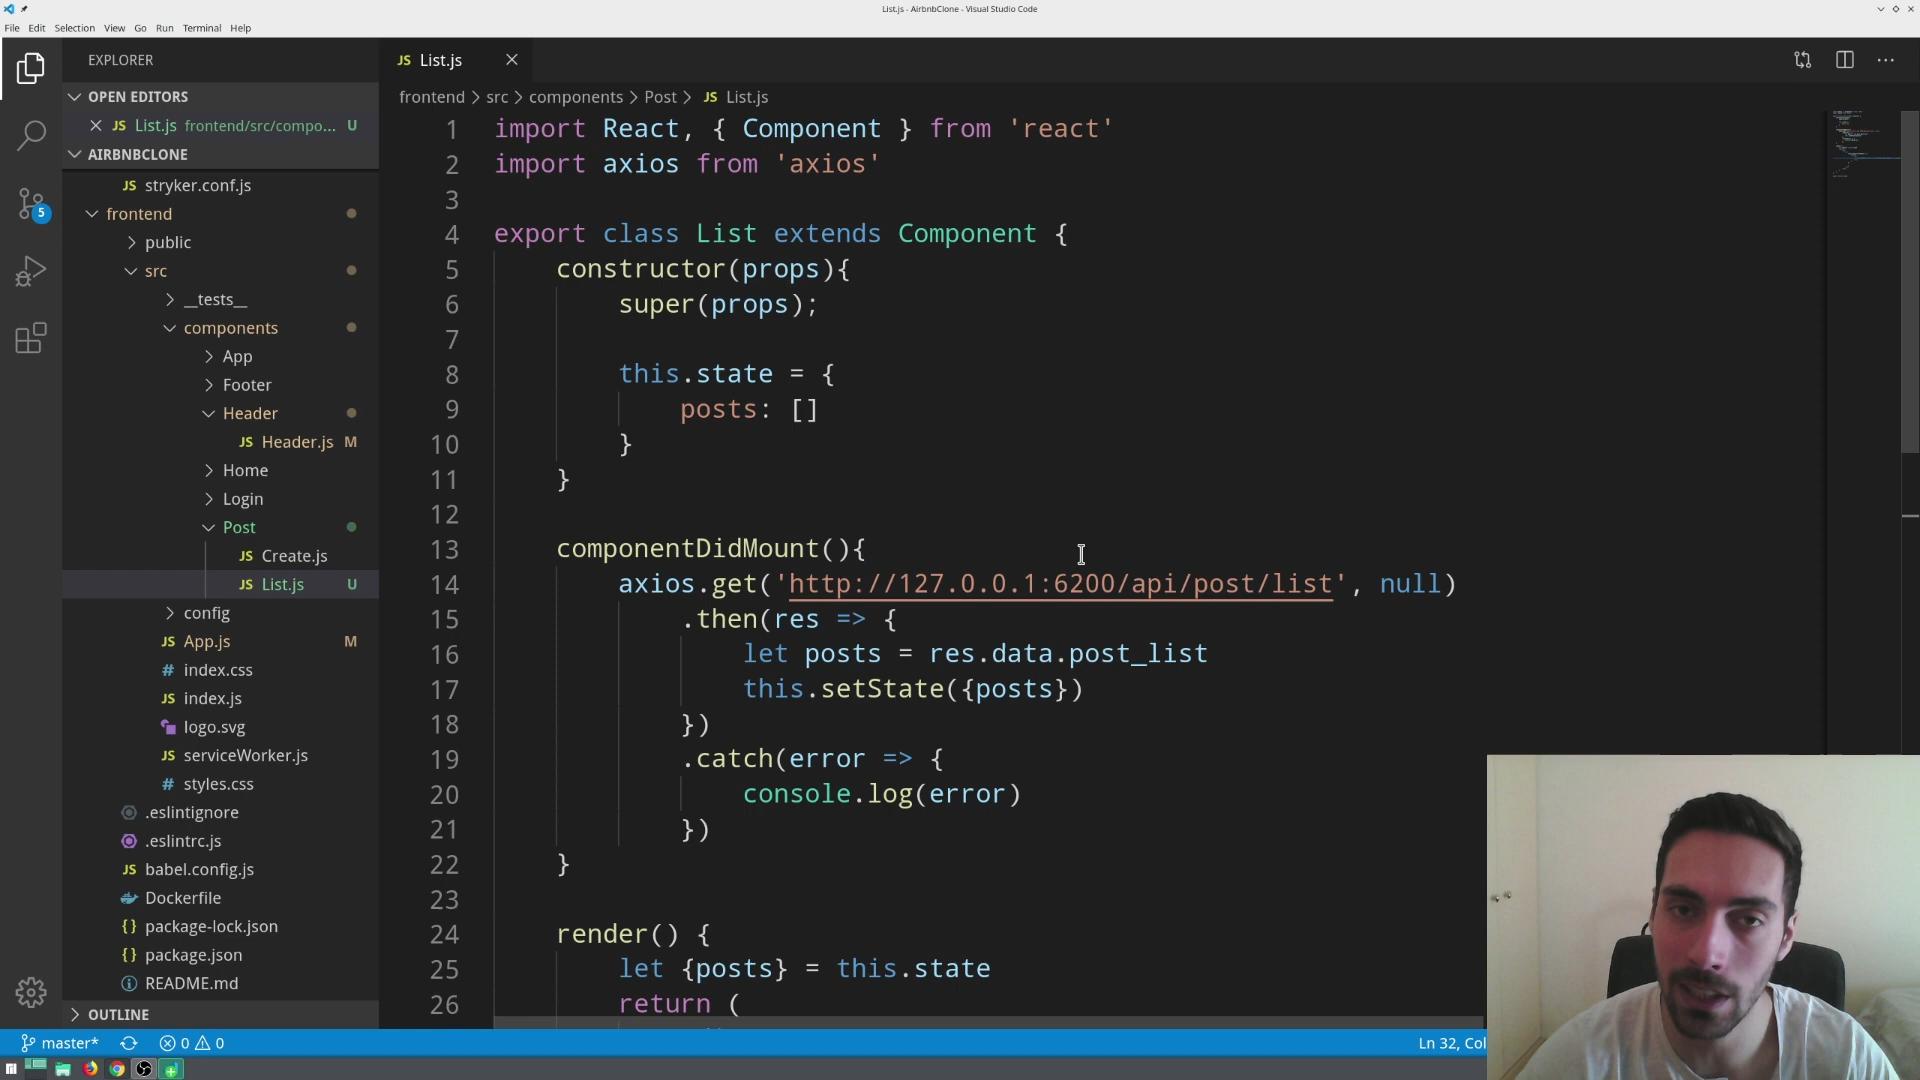 List.js - AirbnbClone - Visual Studio Code
File Edit Selection View Go Run Terminal Help
EXPLORER
OPEN EDITORS
JS List.js frontend/src/compo... U
AIRBNBCLONE
JS stryker.conf.js
frontend
public
src
__tests__
components
App
Footer
Header
JS Header.js M
Home
Login
Post
JS Create.js
JS List.js U
config
JS App.js M
# index.css
JS index.js
logo.svg
JS serviceWorker.js
# styles.css
.eslintignore
.eslintrc.js
JS babel.config.js
Dockerfile
{} package-lock.json
{} package.json
README.md
OUTLINE
5
JS List.js
frontend > src > components > Post > JS List.js
1 import React, { Component } from 'react'
2 import axios from 'axios'
3
4 export class List extends Component {
5 constructor(props){
6 super(props);
7
8 this.state = {
9 posts: []
10 }
11 }
12
13 componentDidMount(){
14 axios.get('http://127.0.0.1:6200/api/post/list', null)
15 .then(res => {
16 let posts = res.data.post_list
17 this.setState({posts})
18 })
19 .catch(error => {
20 console.log(error)
21 })
22 }
23
24 render() {
25 let {posts} = this.state
26 return (
master* 0 0 Ln 32, Col